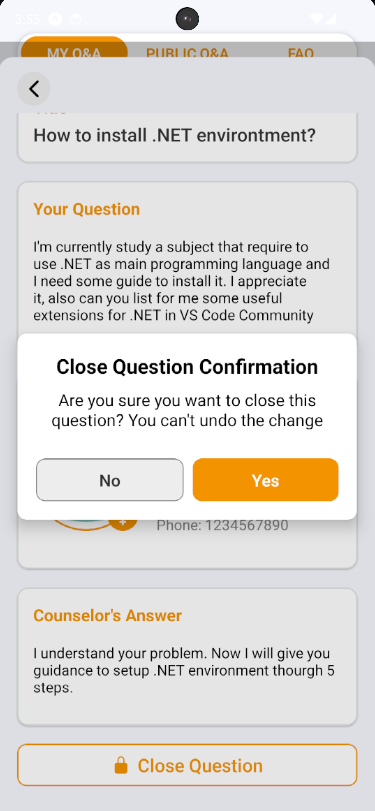 3:55
MY Q&A PUBLIC Q&A FAQ
How to install .NET environtment?
Your Question
I'm currently study a subject that require to
use .NET as main programming language and
I need some guide to install it. I appreciate
it, also can you list for me some useful
extensions for .NET in VS Code Community
Close Question Confirmation
Are you sure you want to close this
question? You can't undo the change
No Yes
Phone: 1234567890
Counselor's Answer
I understand your problem. Now I will give you
guidance to setup .NET environment thourgh 5
steps.
Close Question